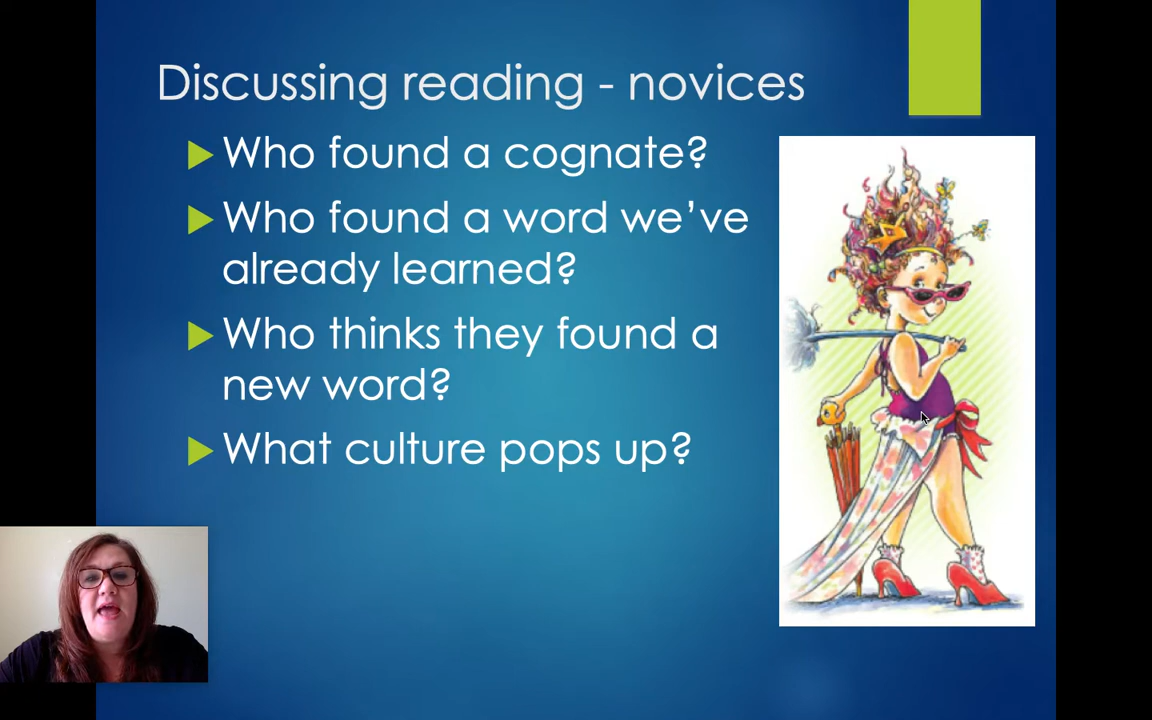 Discussing reading - novices
Who found a cognate?
Who found a word we’ve
already learned?
Who thinks they found a
new word?
What culture pops up?